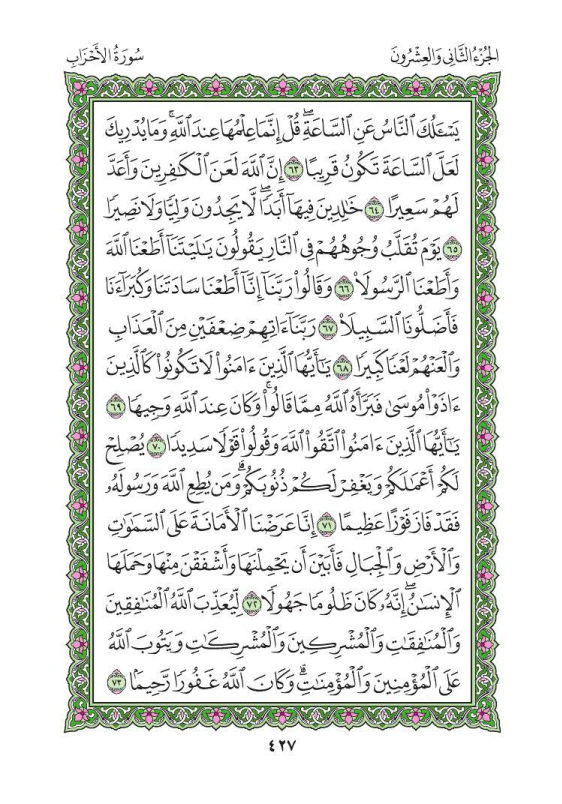 الجُزْءُ الثَّانِي وَالعِشْرُونَ سُورَةُ الأَحْزَابِ
يَسْـَٔلُكَ ٱلنَّاسُ عَنِ ٱلسَّاعَةِۖ قُلْ إِنَّمَا عِلْمُهَا عِندَ ٱللَّهِۚ وَمَا يُدْرِيكَ
لَعَلَّ ٱلسَّاعَةَ تَكُونُ قَرِيبًا ٦٣ إِنَّ ٱللَّهَ لَعَنَ ٱلْكَٰفِرِينَ وَأَعَدَّ
لَهُمْ سَعِيرًا ٦٤ خَٰلِدِينَ فِيهَآ أَبَدًاۖ لَّا يَجِدُونَ وَلِيًّا وَلَا نَصِيرًا
٦٥ يَوْمَ تُقَلَّبُ وُجُوهُهُمْ فِي ٱلنَّارِ يَقُولُونَ يَٰلَيْتَنَآ أَطَعْنَا ٱللَّهَ
وَأَطَعْنَا ٱلرَّسُولَا۠ ٦٦ وَقَالُوا۟ رَبَّنَآ إِنَّآ أَطَعْنَا سَادَتَنَا وَكُبَرَآءَنَا
فَأَضَلُّونَا ٱلسَّبِيلَا۠ ٦٧ رَبَّنَآ ءَاتِهِمْ ضِعْفَيْنِ مِنَ ٱلْعَذَابِ
وَٱلْعَنْهُمْ لَعْنًا كَبِيرًا ٦٨ يَٰٓأَيُّهَا ٱلَّذِينَ ءَامَنُوا۟ لَا تَكُونُوا۟ كَٱلَّذِينَ
ءَاذَوْا۟ مُوسَىٰ فَبَرَّأَهُ ٱللَّهُ مِمَّا قَالُوا۟ۚ وَكَانَ عِندَ ٱللَّهِ وَجِيهًا ٦٩
يَٰٓأَيُّهَا ٱلَّذِينَ ءَامَنُوا۟ ٱتَّقُوا۟ ٱللَّهَ وَقُولُوا۟ قَوْلًا سَدِيدًا ٧٠ يُصْلِحْ
لَكُمْ أَعْمَٰلَكُمْ وَيَغْفِرْ لَكُمْ ذُنُوبَكُمْۗ وَمَن يُطِعِ ٱللَّهَ وَرَسُولَهُۥ
فَقَدْ فَازَ فَوْزًا عَظِيمًا ٧١ إِنَّا عَرَضْنَا ٱلْأَمَانَةَ عَلَى ٱلسَّمَٰوَٰتِ
وَٱلْأَرْضِ وَٱلْجِبَالِ فَأَبَيْنَ أَن يَحْمِلْنَهَا وَأَشْفَقْنَ مِنْهَا وَحَمَلَهَا
ٱلْإِنسَٰنُۖ إِنَّهُۥ كَانَ ظَلُومًا جَهُولًا ٧٢ لِّيُعَذِّبَ ٱللَّهُ ٱلْمُنَٰفِقِينَ
وَٱلْمُنَٰفِقَٰتِ وَٱلْمُشْرِكِينَ وَٱلْمُشْرِكَٰتِ وَيَتُوبَ ٱللَّهُ
عَلَى ٱلْمُؤْمِنِينَ وَٱلْمُؤْمِنَٰتِۗ وَكَانَ ٱللَّهُ غَفُورًا رَّحِيمًۢا ٧٣
٤٢٧